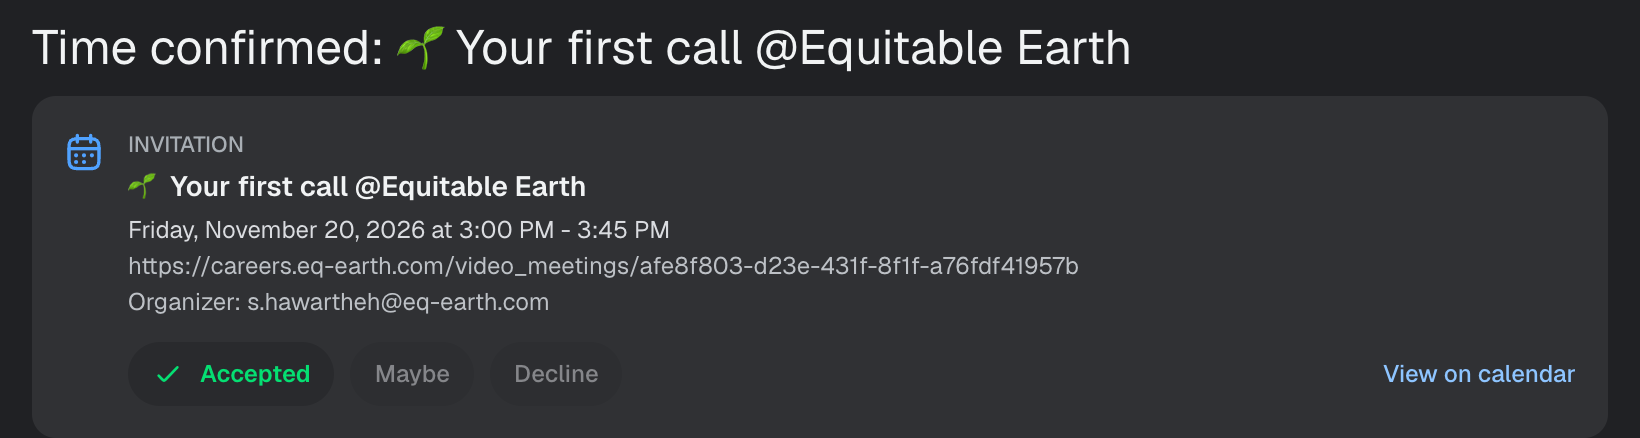 Time confirmed: 🌱 Your first call @Equitable Earth
INVITATION
🌱 Your first call @Equitable Earth
Friday, November 20, 2026 at 3:00 PM - 3:45 PM
https://careers.eq-earth.com/video_meetings/afe8f803-d23e-431f-8f1f-a76fdf41957b
Organizer: s.hawartheh@eq-earth.com
Accepted Maybe Decline View on calendar